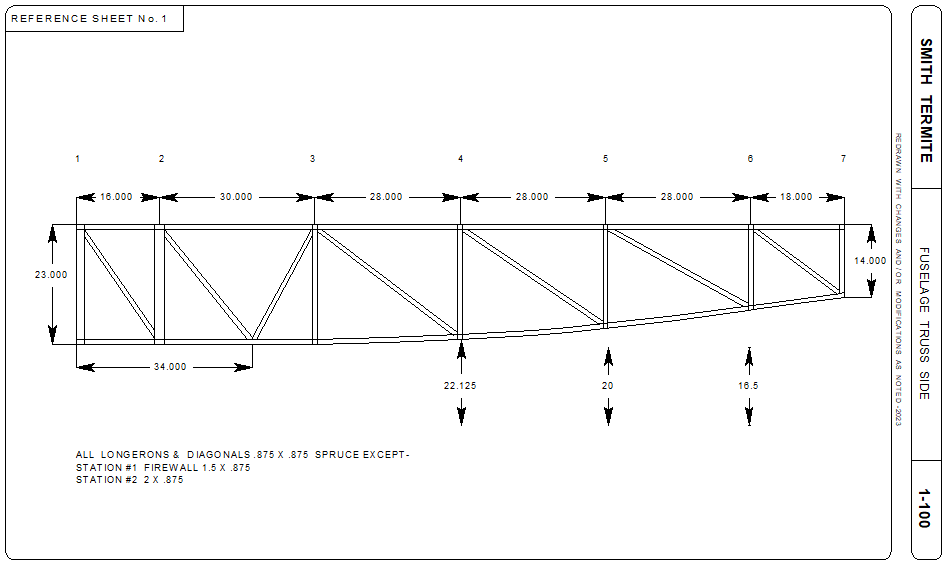 REFERENCE SHEET No. 1
1 2 3 4 5 6 7
16.000 30.000 28.000 28.000 28.000 18.000
23.000
14.000
34.000
22.125 20 16.5
ALL LONGERONS & DIAGONALS .875 X .875 SPRUCE EXCEPT-
STATION #1 FIREWALL 1.5 X .875
STATION #2 2 X .875
REDRAWN WITH CHANGES AND/OR MODIFICATIONS AS NOTED -2023
SMITH TERMITE
FUSELAGE TRUSS SIDE
1-100